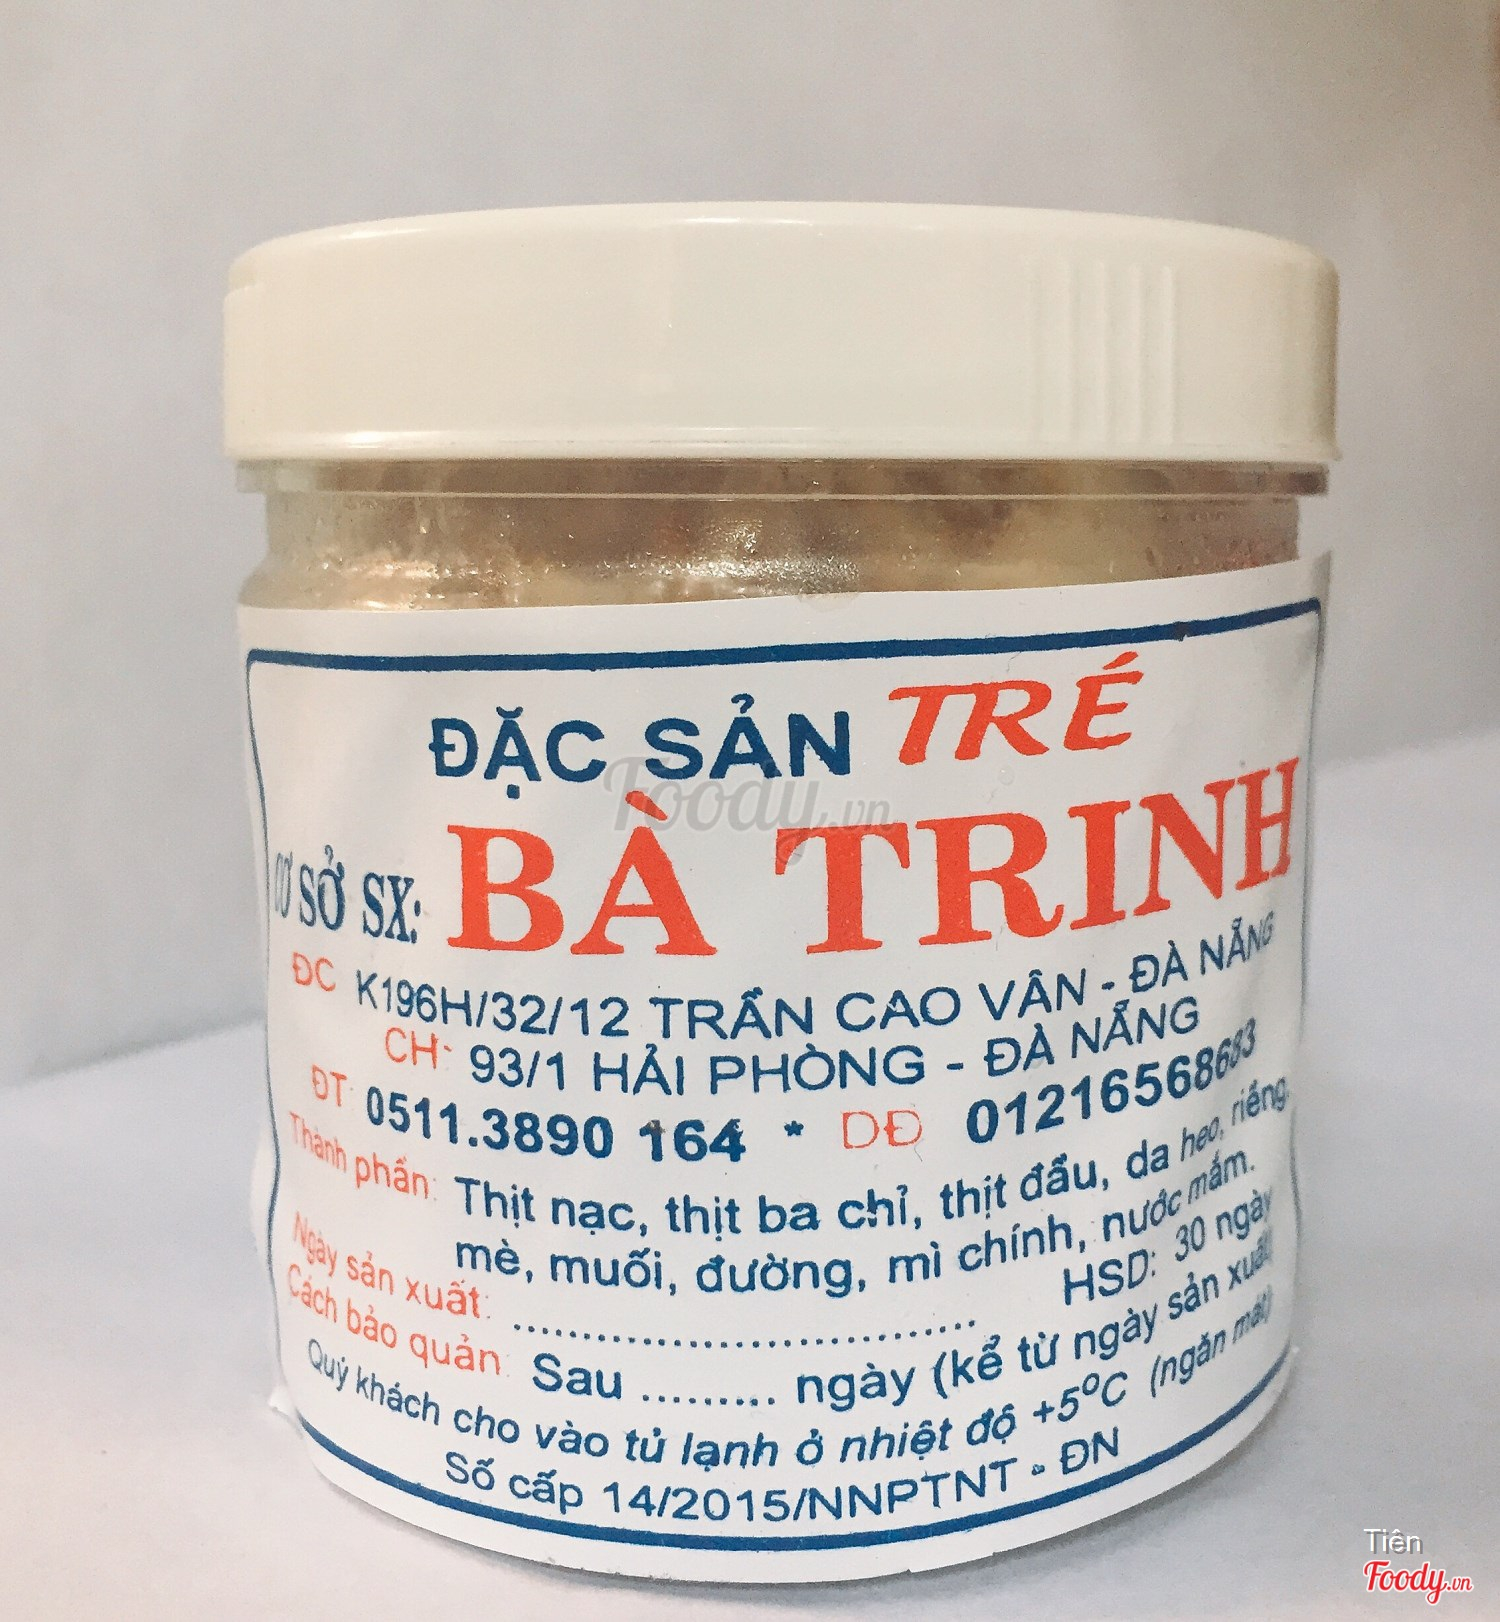 ĐẶC SẢN TRÉ
CƠ SỞ SX: BÀ TRINH
ĐC K196H/32/12 TRẦN CAO VÂN - ĐÀ NẴNG
CH: 93/1 HẢI PHÒNG - ĐÀ NẴNG
ĐT: 0511.3890 164 * DĐ 01216568683
Thành phần: Thịt nạc, thịt ba chỉ, thịt đầu, da heo, riềng,
mè, muối, đường, mì chính, nước mắm.
Ngày sản xuất: .................................. HSD: 30 ngày
Cách bảo quản: Sau ......... ngày (kể từ ngày sản xuất)
Quý khách cho vào tủ lạnh ở nhiệt độ +5°C (ngăn mát)
Số cấp 14/2015/NNPTNT - ĐN
Foody.vn
Tiên
Foody.vn